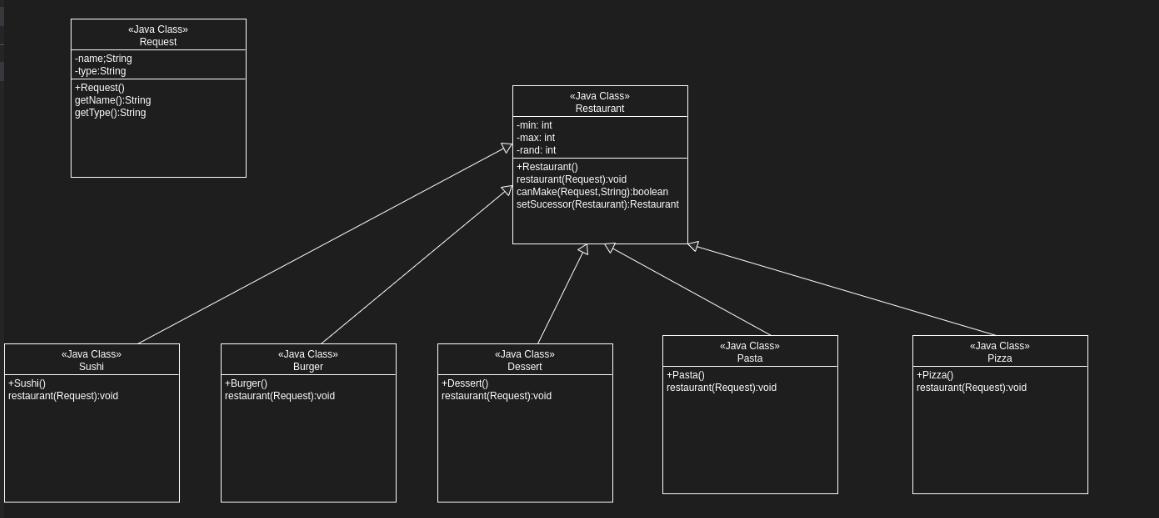 «Java Class»
Request
-name;String
-type:String
+Request()
getName():String
getType():String
«Java Class»
Restaurant
-min: int
-max: int
-rand: int
+Restaurant()
restaurant(Request):void
canMake(Request,String):boolean
setSucessor(Restaurant):Restaurant
«Java Class»
Sushi
+Sushi()
restaurant(Request):void
«Java Class»
Burger
+Burger()
restaurant(Request):void
«Java Class»
Dessert
+Dessert()
restaurant(Request):void
«Java Class»
Pasta
+Pasta()
restaurant(Request):void
«Java Class»
Pizza
+Pizza()
restaurant(Request):void